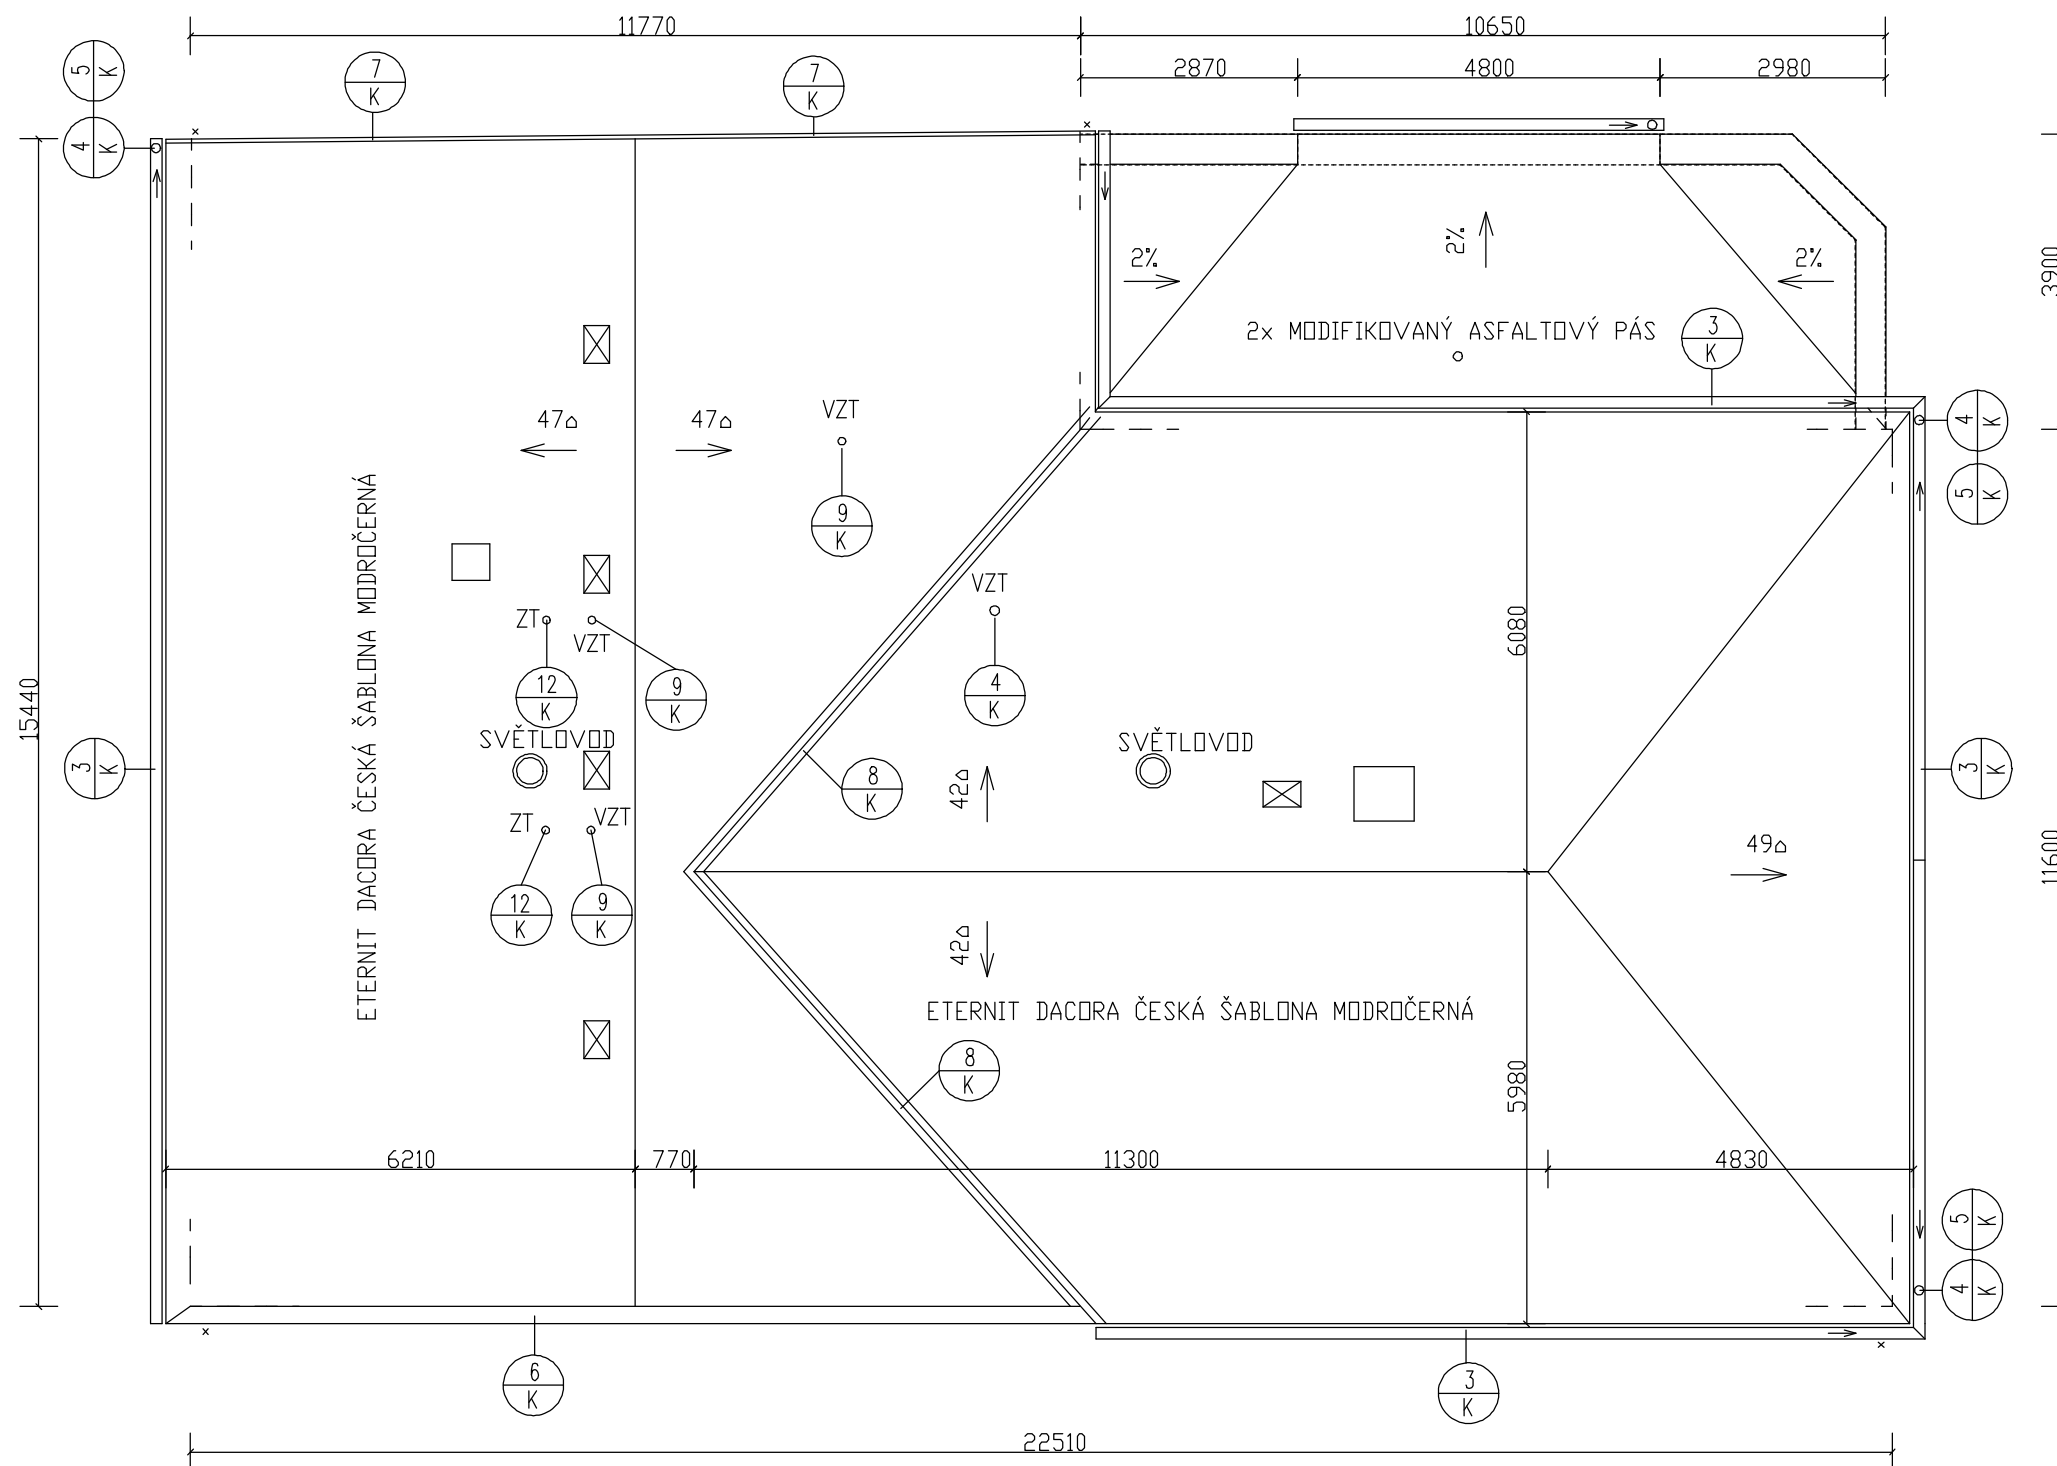 11770
10650
2870
4800
2980
5
K
7
K
7
K
4
K
2%
2%
2%
3900
2x MODIFIKOVANÝ ASFALTOVÝ PÁS
3
K
47⌂
47⌂
VZT
4
K
9
K
5
K
ETERNIT DACORA ČESKÁ ŠABLONA MODROČERNÁ
VZT
ZT
VZT
6080
12
K
9
K
4
K
15440
SVĚTLOVOD
SVĚTLOVOD
3
K
8
K
42⌂
3
K
ZT
VZT
49⌂
11600
12
K
9
K
42⌂
ETERNIT DACORA ČESKÁ ŠABLONA MODROČERNÁ
8
K
5980
6210
770
11300
4830
5
K
4
K
6
K
3
K
22510